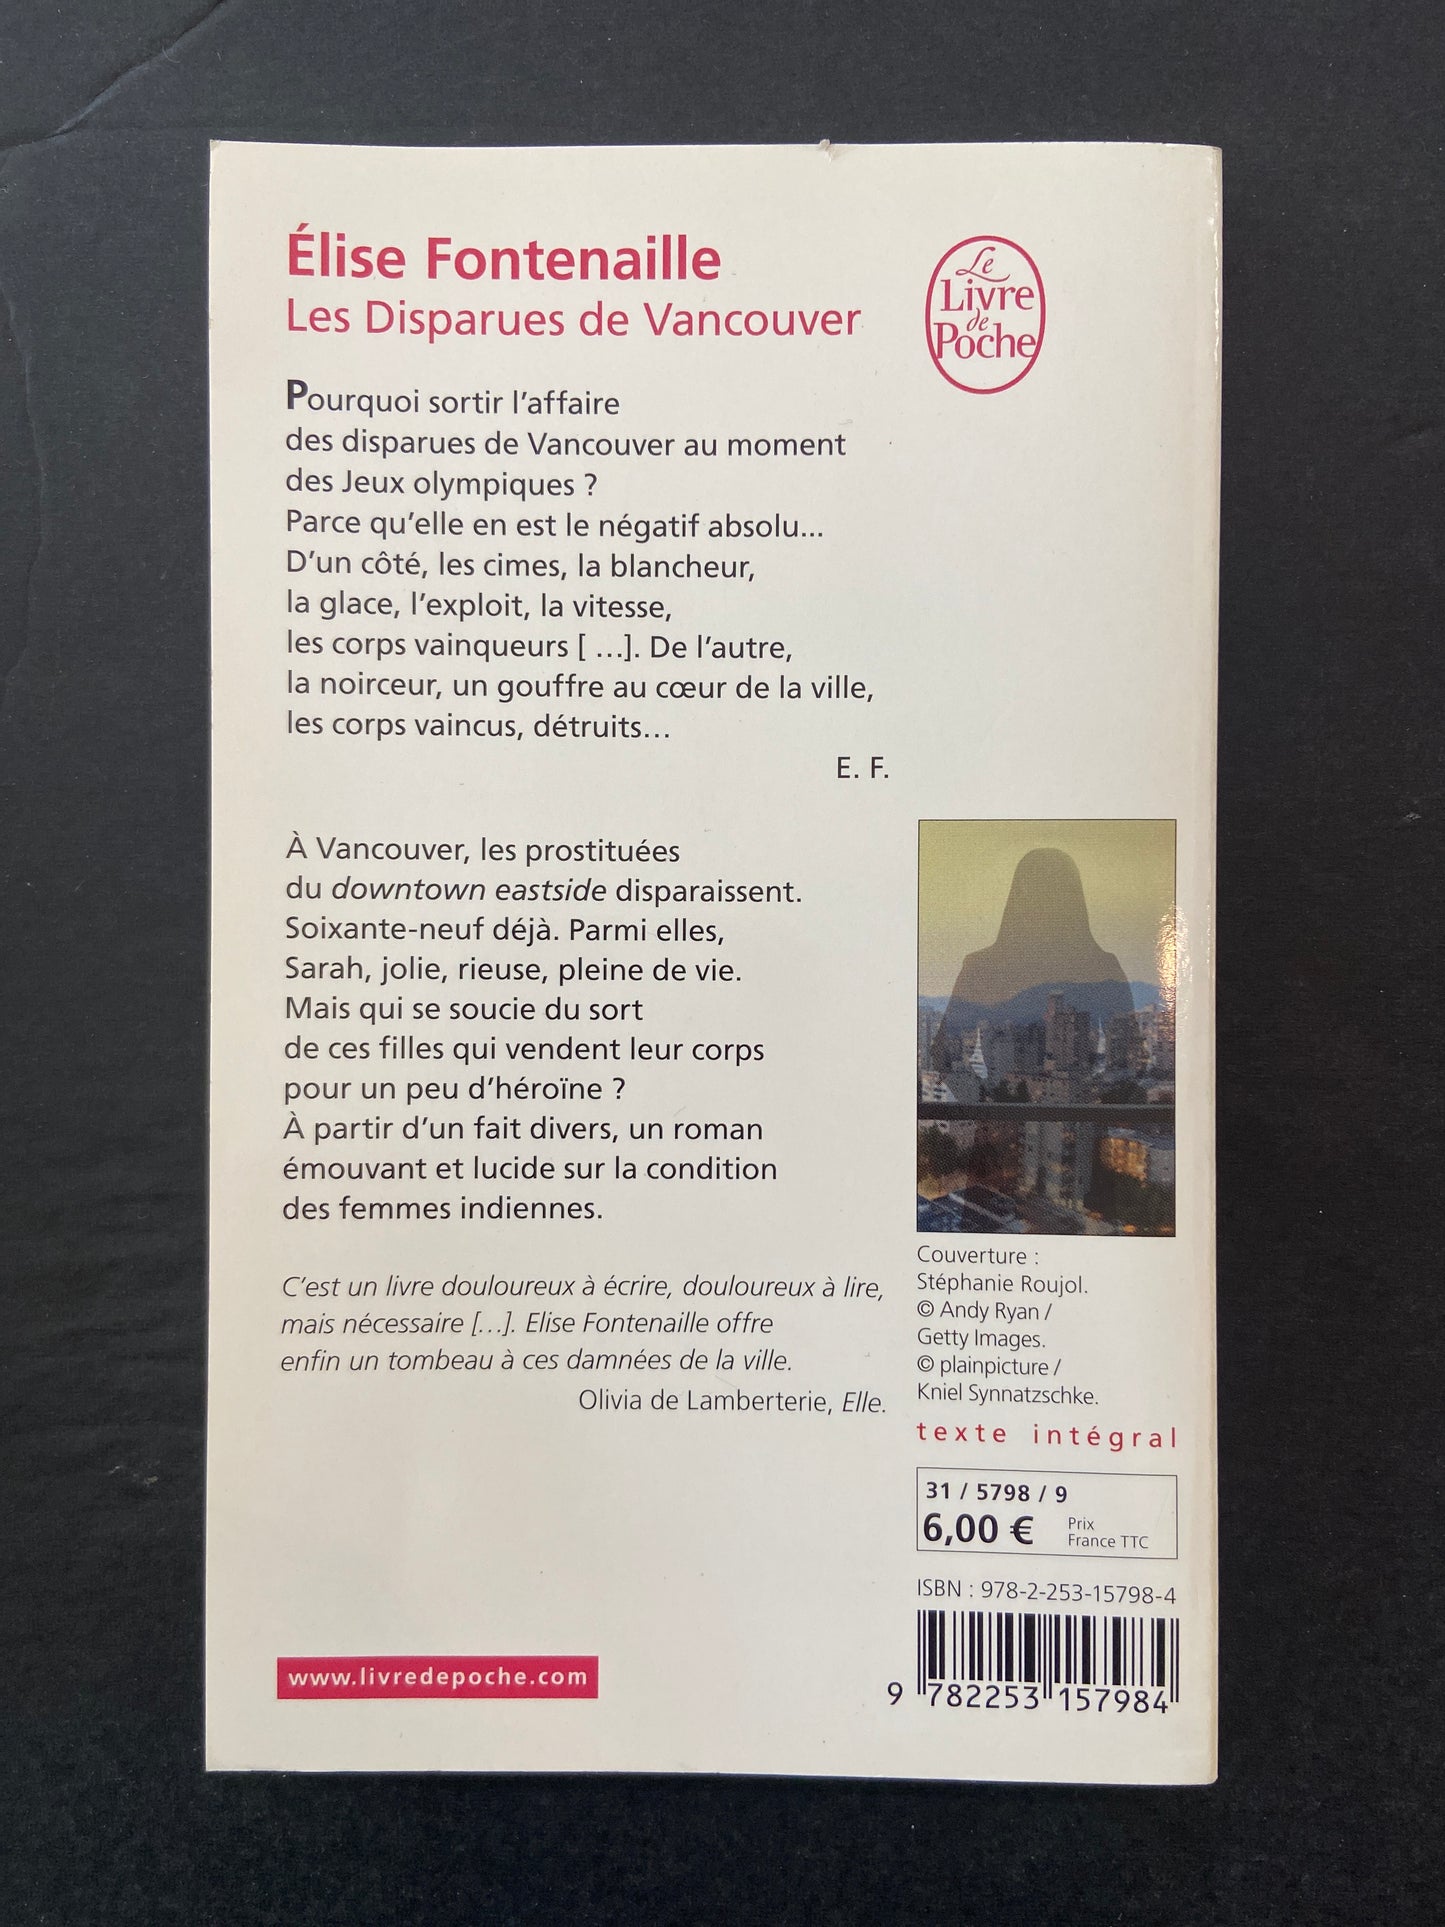 Élise Fontenaille
Les Disparues de Vancouver
Le
Livre
de
Poche
Pourquoi sortir l'affaire
des disparues de Vancouver au moment
des Jeux olympiques ?
Parce qu'elle en est le négatif absolu...
D'un côté, les cimes, la blancheur,
la glace, l'exploit, la vitesse,
les corps vainqueurs [ …]. De l'autre,
la noirceur, un gouffre au cœur de la ville,
les corps vaincus, détruits…
E. F.
À Vancouver, les prostituées
du downtown eastside disparaissent.
Soixante-neuf déjà. Parmi elles,
Sarah, jolie, rieuse, pleine de vie.
Mais qui se soucie du sort
de ces filles qui vendent leur corps
pour un peu d'héroïne ?
À partir d'un fait divers, un roman
émouvant et lucide sur la condition
des femmes indiennes.
C'est un livre douloureux à écrire, douloureux à lire,
mais nécessaire […]. Elise Fontenaille offre
enfin un tombeau à ces damnées de la ville.
Olivia de Lamberterie, Elle.
Couverture :
Stéphanie Roujol.
© Andy Ryan /
Getty Images.
© plainpicture /
Kniel Synnatzschke.
texte intégral
31 / 5798 / 9
6,00 €
Prix
France TTC
ISBN : 978-2-253-15798-4
9 782253 157984
www.livredepoche.com